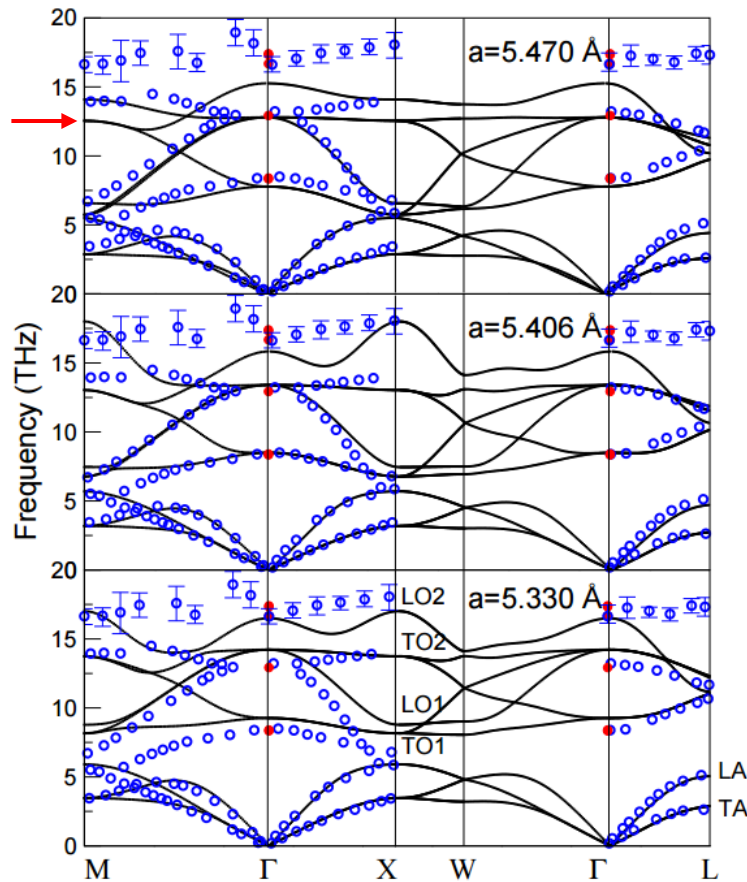 20
a=5.470 Å
15
10
5
20
a=5.406 Å
15
10
5
20
LO2
a=5.330 Å
15
TO2
10
LO1
TO1
5
LA
TA
0
M Γ X W Γ L
Frequency (THz)